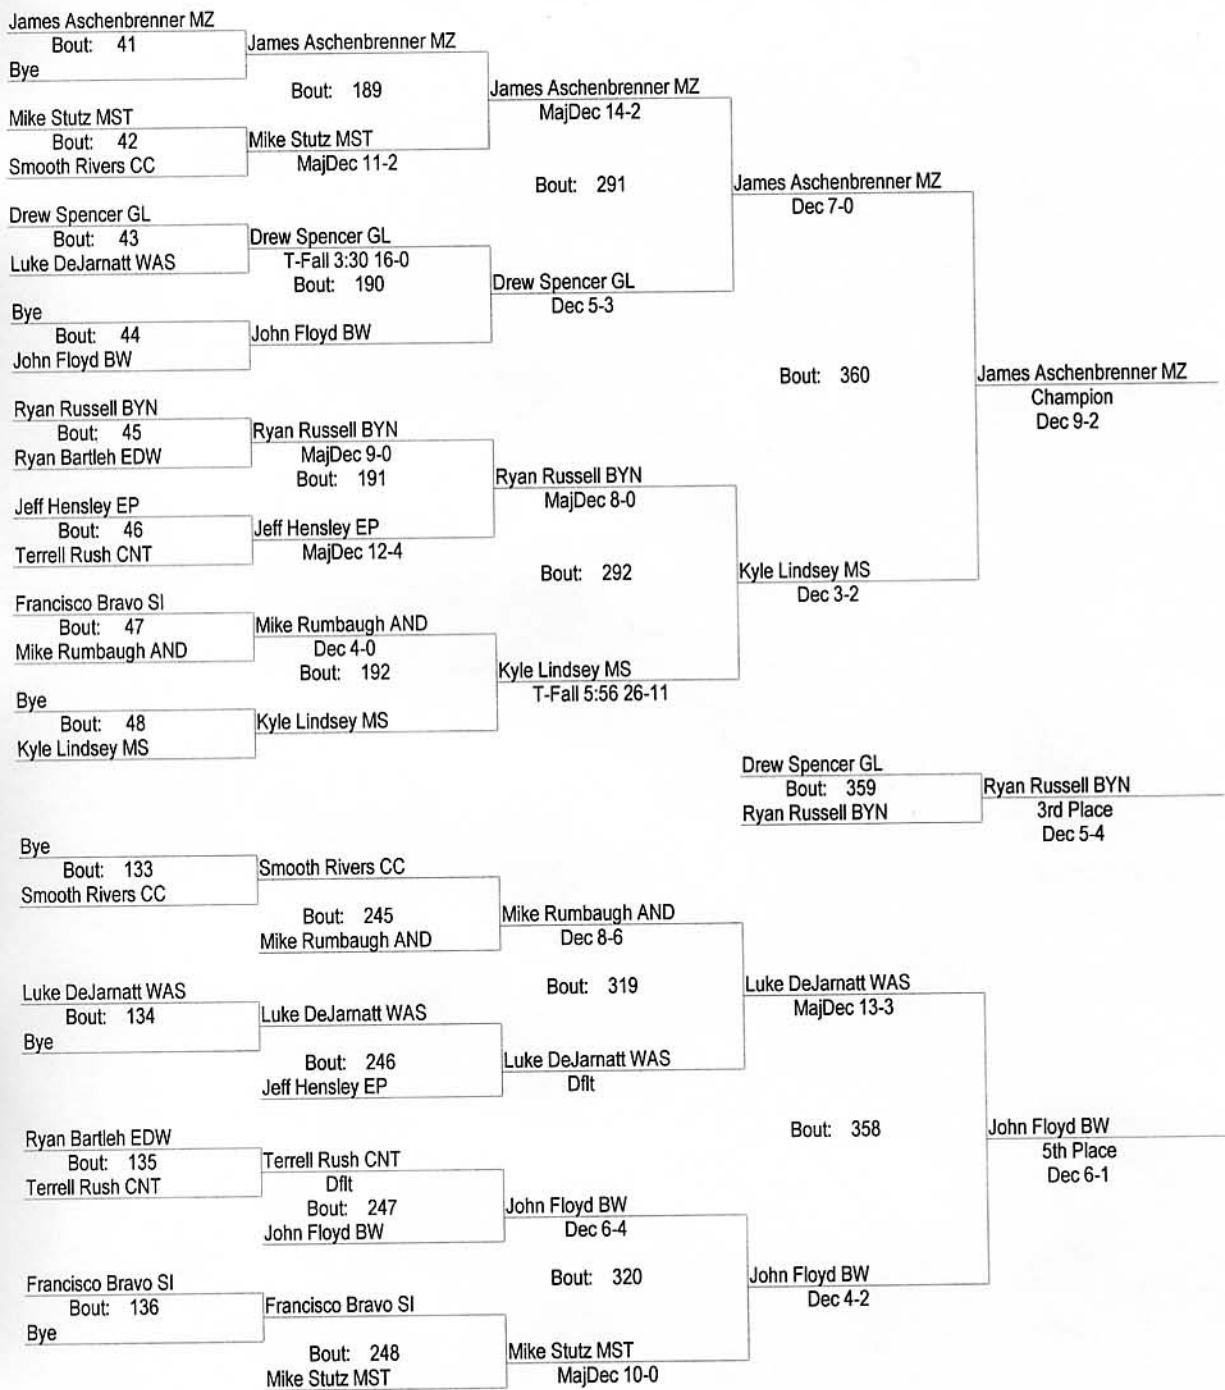 James Aschenbrenner MZ
Bout: 41
Bye
James Aschenbrenner MZ
Bout: 189
Mike Stutz MST
Bout: 42
Smooth Rivers CC
Mike Stutz MST
MajDec 11-2
James Aschenbrenner MZ
MajDec 14-2
Bout: 291
Drew Spencer GL
Bout: 43
Luke DeJarnatt WAS
Drew Spencer GL
T-Fall 3:30 16-0
Bout: 190
Bye
Bout: 44
John Floyd BW
John Floyd BW
Drew Spencer GL
Dec 5-3
James Aschenbrenner MZ
Dec 7-0
Bout: 360
James Aschenbrenner MZ
Champion
Dec 9-2
Ryan Russell BYN
Bout: 45
Ryan Bartleh EDW
Ryan Russell BYN
MajDec 9-0
Bout: 191
Jeff Hensley EP
Bout: 46
Terrell Rush CNT
Jeff Hensley EP
MajDec 12-4
Ryan Russell BYN
MajDec 8-0
Bout: 292
Francisco Bravo SI
Bout: 47
Mike Rumbaugh AND
Mike Rumbaugh AND
Dec 4-0
Bout: 192
Bye
Bout: 48
Kyle Lindsey MS
Kyle Lindsey MS
Kyle Lindsey MS
T-Fall 5:56 26-11
Kyle Lindsey MS
Dec 3-2
Drew Spencer GL
Bout: 359
Ryan Russell BYN
Ryan Russell BYN
3rd Place
Dec 5-4
Bye
Bout: 133
Smooth Rivers CC
Smooth Rivers CC
Bout: 245
Mike Rumbaugh AND
Mike Rumbaugh AND
Dec 8-6
Bout: 319
Luke DeJarnatt WAS
Bout: 134
Bye
Luke DeJarnatt WAS
Bout: 246
Jeff Hensley EP
Luke DeJarnatt WAS
Dflt
Luke DeJarnatt WAS
MajDec 13-3
Bout: 358
John Floyd BW
5th Place
Dec 6-1
Ryan Bartleh EDW
Bout: 135
Terrell Rush CNT
Terrell Rush CNT
Dflt
Bout: 247
John Floyd BW
John Floyd BW
Dec 6-4
Bout: 320
Francisco Bravo SI
Bout: 136
Bye
Francisco Bravo SI
Bout: 248
Mike Stutz MST
Mike Stutz MST
MajDec 10-0
John Floyd BW
Dec 4-2